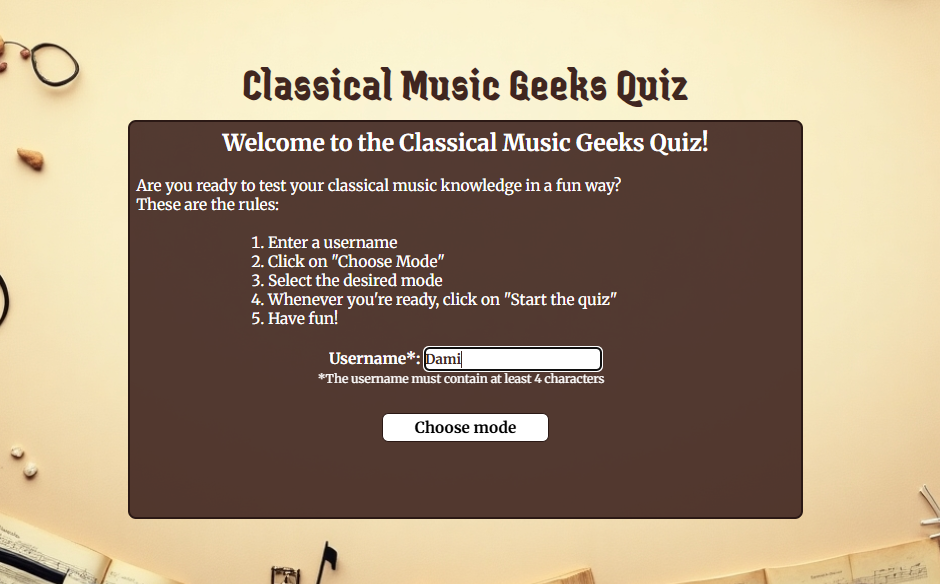 Classical Music Geeks Quiz
Welcome to the Classical Music Geeks Quiz!
Are you ready to test your classical music knowledge in a fun way?
These are the rules:
1. Enter a username
2. Click on "Choose Mode"
3. Select the desired mode
4. Whenever you're ready, click on "Start the quiz"
5. Have fun!
Username*: Dami
*The username must contain at least 4 characters
Choose mode